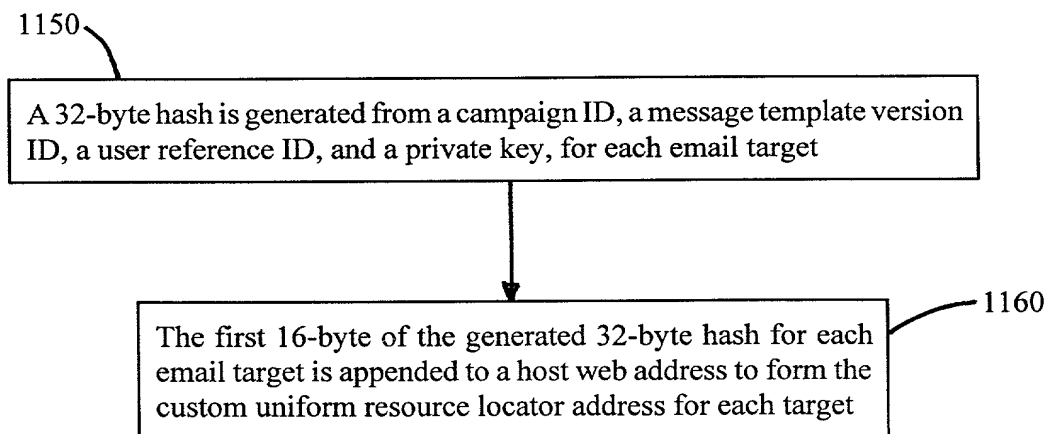 1150
A 32-byte hash is generated from a campaign ID, a message template version
ID, a user reference ID, and a private key, for each email target
1160
The first 16-byte of the generated 32-byte hash for each
email target is appended to a host web address to form the
custom uniform resource locator address for each target